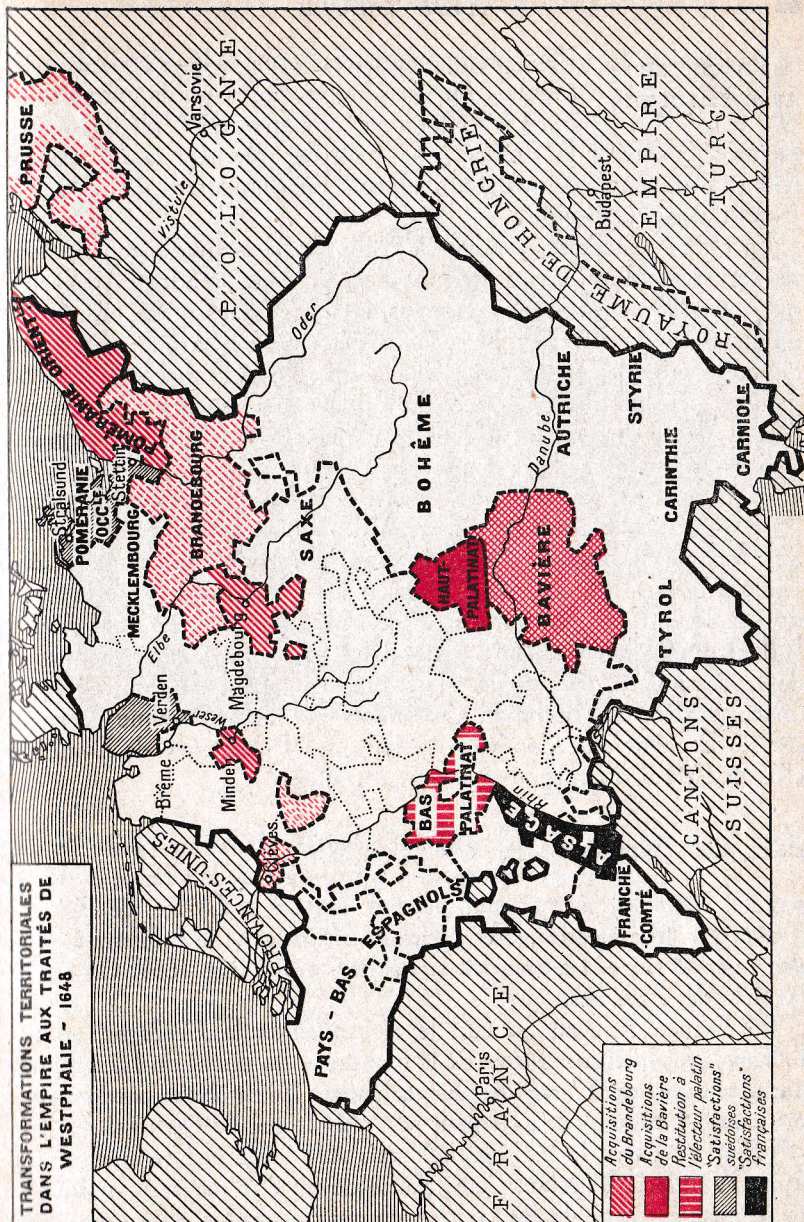 TRANSFORMATIONS TERRITORIALES
DANS L'EMPIRE AUX TRAITÉS DE
WESTPHALIE - 1648
PRUSSE
Varsovie
Vistule
POLOGNE
POMÉRANIE ORIENT.
Stralsund
POMÉRANIE
OCCLE
Stettin
MECKLEMBOURG
BRANDEBOURG
Oder
Elbe
Verden
Brême
Weser
Minden
Magdebourg
SAXE
PROVINCES-UNIES
Clèves
PAYS-BAS
ESPAGNOLS
BAS
PALATINAT
HAUT-
PALATINAT
BOHÊME
BAVIÈRE
Danube
AUTRICHE
STYRIE
CARINTHIE
CARNIOLE
TYROL
ROYAUME DE HONGRIE
Budapest
EMPIRE
TURC
Rhin
ALSACE
FRANCHE
-COMTÉ
CANTONS
SUISSES
Paris
FRANCE
Acquisitions
du Brandebourg
Acquisitions
de la Bavière
Restitution à
l'électeur palatin
"Satisfactions"
suédoises
"Satisfactions"
françaises